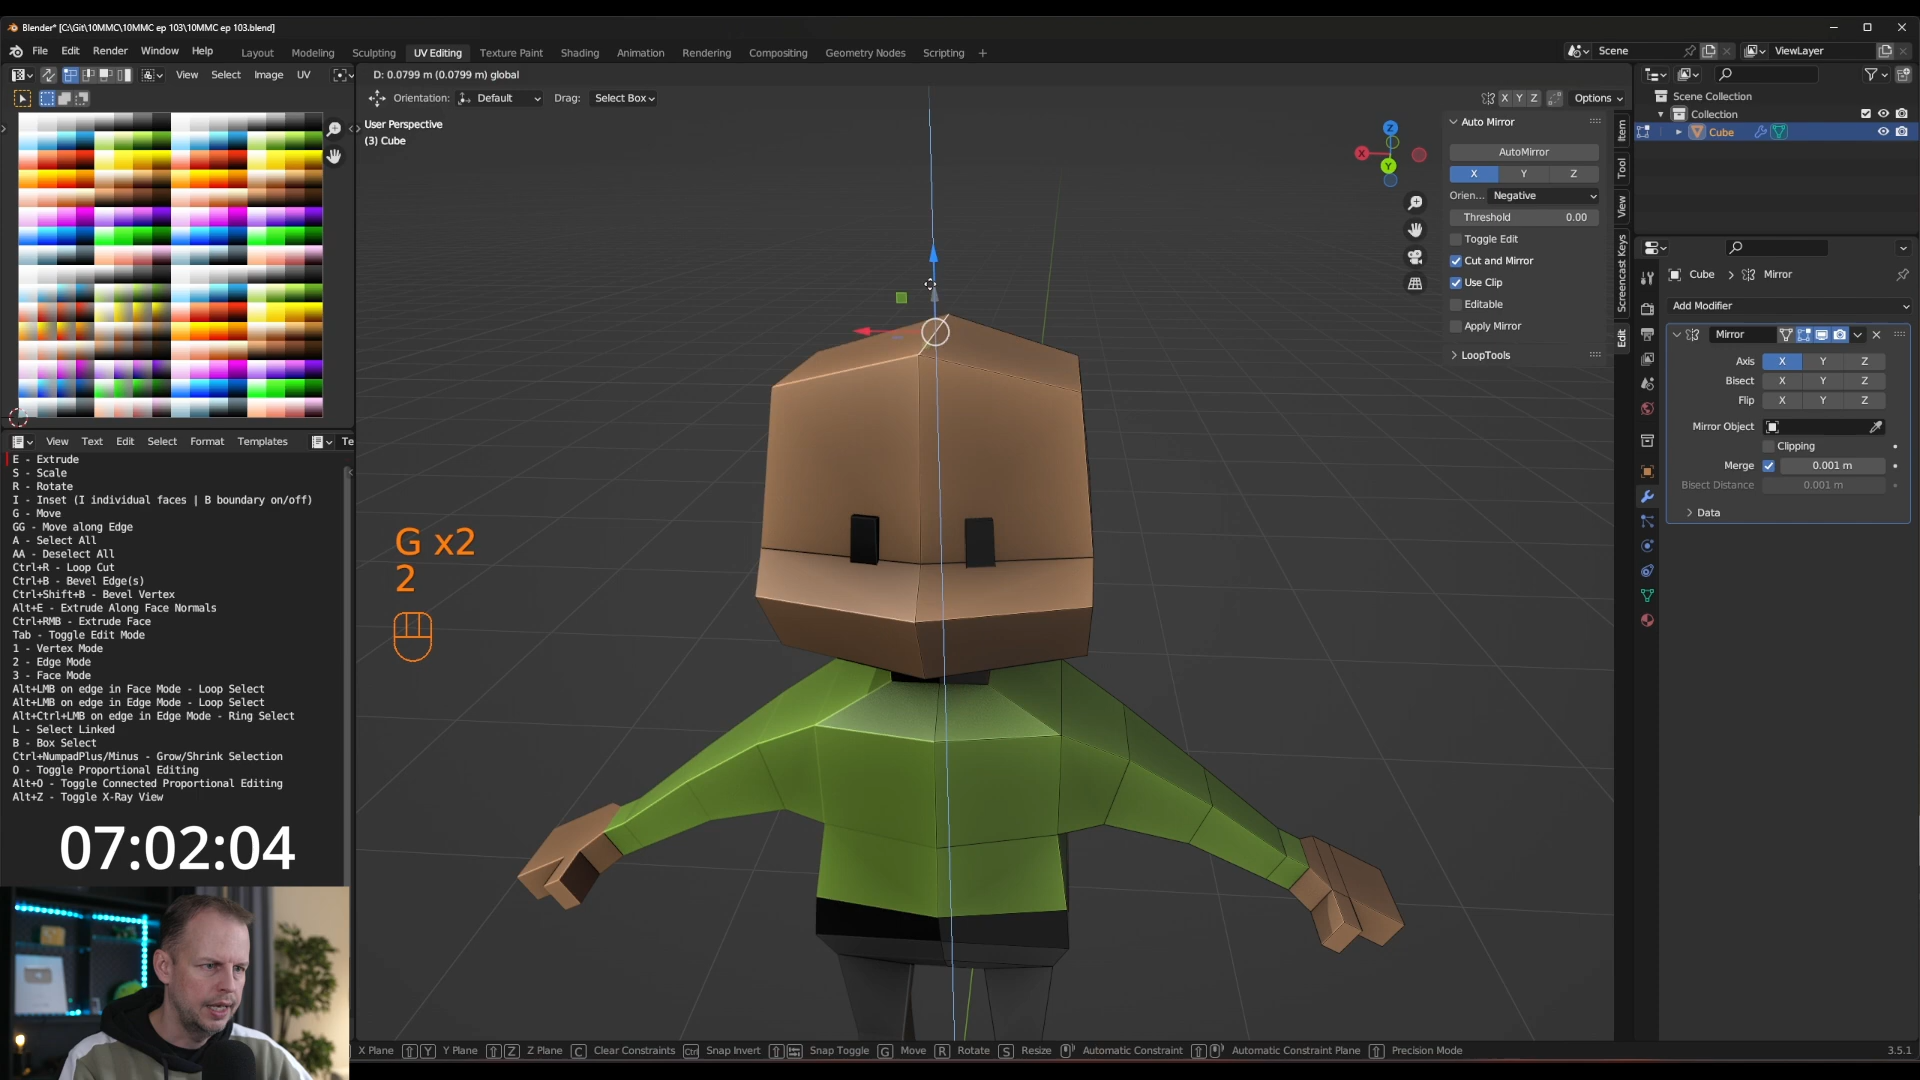 Blender* [C:\Git\10MMC\10MMC ep 103\10MMC ep 103.blend]
File Edit Render Window Help
Layout Modeling Sculpting UV Editing Texture Paint Shading Animation Rendering Compositing Geometry Nodes Scripting +
Scene
ViewLayer
View Select Image UV
D: 0.0799 m (0.0799 m) global
Orientation: Default Drag: Select Box
X Y Z Options
User Perspective
(3) Cube
Z
X
Y
Auto Mirror
AutoMirror
X Y Z
Orien... Negative
Threshold 0.00
Toggle Edit
Cut and Mirror
Use Clip
Editable
Apply Mirror
LoopTools
Item
Tool
View
Screencast Keys
Edit
Scene Collection
Collection
Cube
Cube > Mirror
Add Modifier
Mirror
Axis X Y Z
Bisect X Y Z
Flip X Y Z
Mirror Object
Clipping
Merge 0.001 m
Bisect Distance 0.001 m
Data
View Text Edit Select Format Templates Te
E - Extrude
S - Scale
R - Rotate
I - Inset (I individual faces | B boundary on/off)
G - Move
GG - Move along Edge
A - Select All
AA - Deselect All
Ctrl+R - Loop Cut
Ctrl+B - Bevel Edge(s)
Ctrl+Shift+B - Bevel Vertex
Alt+E - Extrude Along Face Normals
Ctrl+RMB - Extrude Face
Tab - Toggle Edit Mode
1 - Vertex Mode
2 - Edge Mode
3 - Face Mode
Alt+LMB on edge in Face Mode - Loop Select
Alt+LMB on edge in Edge Mode - Loop Select
Alt+Ctrl+LMB on edge in Edge Mode - Ring Select
L - Select Linked
B - Box Select
Ctrl+NumpadPlus/Minus - Grow/Shrink Selection
O - Toggle Proportional Editing
Alt+O - Toggle Connected Proportional Editing
Alt+Z - Toggle X-Ray View
G x2
2
07:02:04
X Plane Y Y Plane Z Z Plane C Clear Constraints Ctrl Snap Invert Snap Toggle G Move R Rotate S Resize Automatic Constraint Automatic Constraint Plane Precision Mode
3.5.1